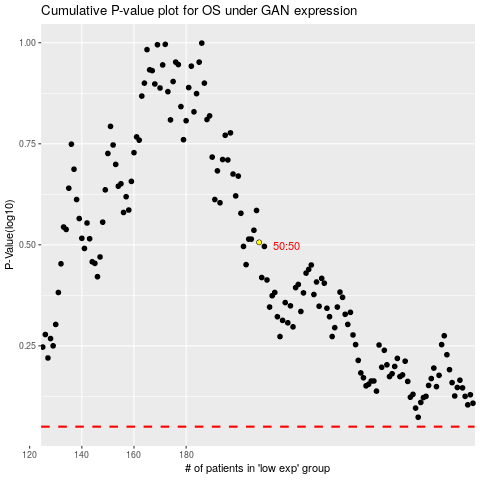 Cumulative P-value plot for OS under GAN expression
P-Value(log10)
1.00
0.75
0.50
0.25
50:50
120 140 160 180
# of patients in 'low exp' group